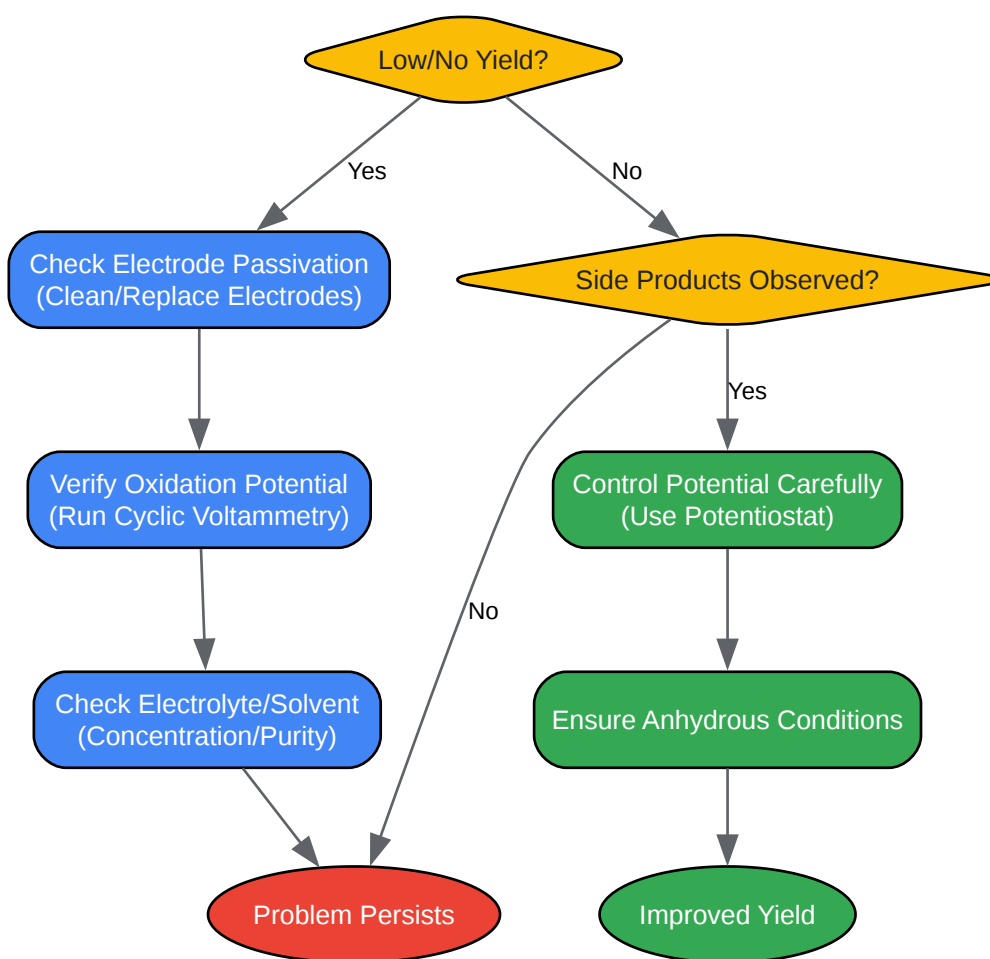 Low/No Yield?
Yes
No
Check Electrode Passivation
(Clean/Replace Electrodes)
Side Products Observed?
Yes
Verify Oxidation Potential
(Run Cyclic Voltammetry)
Control Potential Carefully
(Use Potentiostat)
No
Check Electrolyte/Solvent
(Concentration/Purity)
Ensure Anhydrous Conditions
Problem Persists
Improved Yield